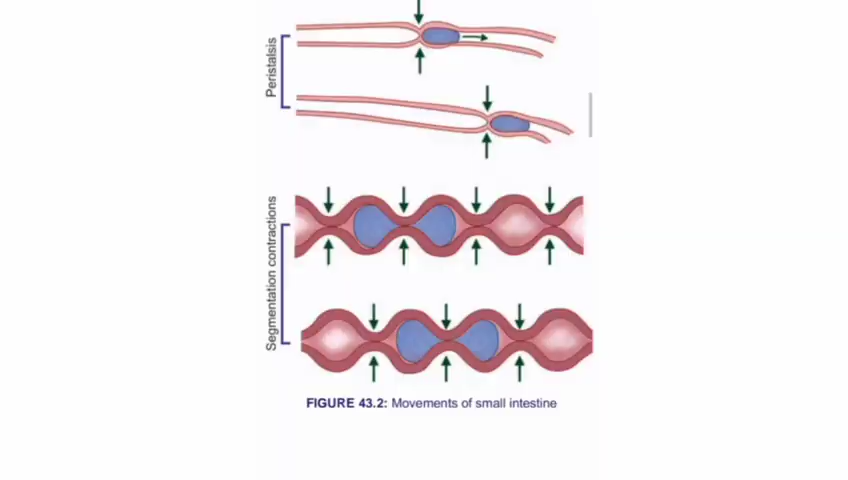 Peristalsis
Segmentation contractions
FIGURE 43.2: Movements of small intestine